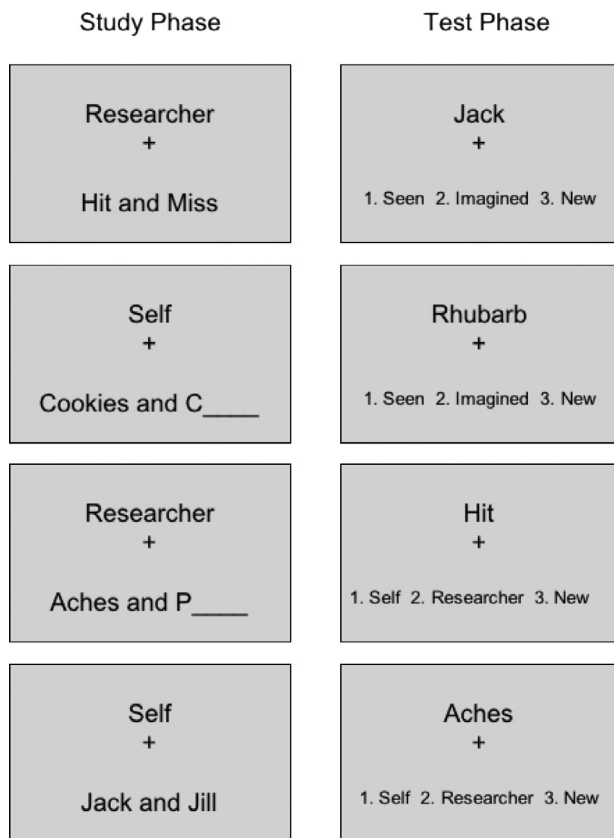 Study Phase
Researcher
+
Hit and Miss
Self
+
Cookies and C____
Researcher
+
Aches and P____
Self
+
Jack and Jill
Test Phase
Jack
+
1. Seen 2. Imagined 3. New
Rhubarb
+
1. Seen 2. Imagined 3. New
Hit
+
1. Self 2. Researcher 3. New
Aches
+
1. Self 2. Researcher 3. New